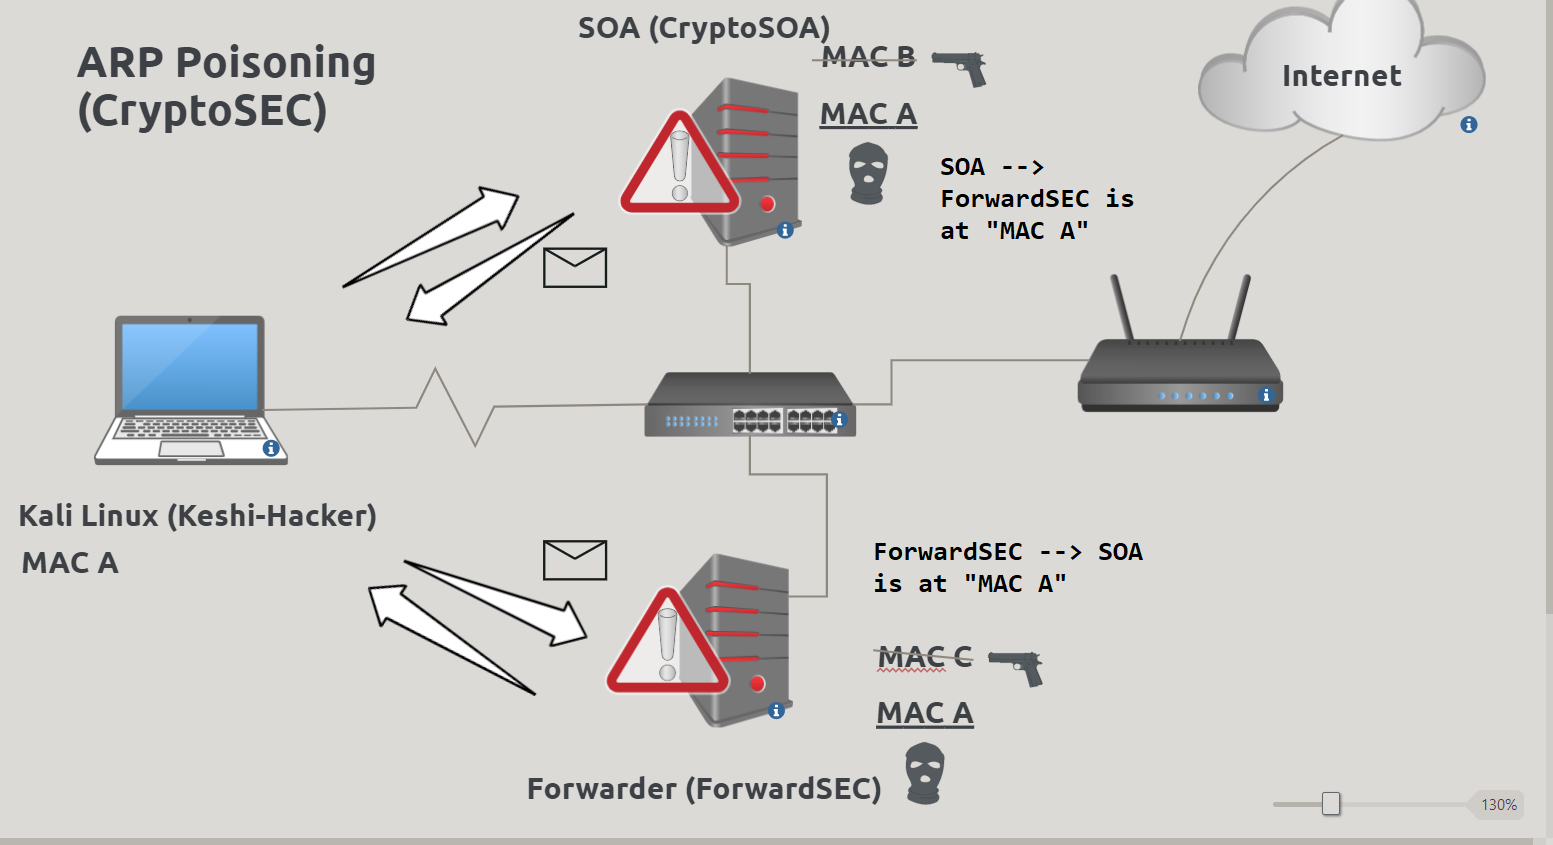 SOA (CryptoSOA)
ARP Poisoning
(CryptoSEC)
MAC B
MAC A
Internet
SOA -->
ForwardSEC is
at "MAC A"
Kali Linux (Keshi-Hacker)
MAC A
ForwardSEC --> SOA
is at "MAC A"
MAC C
MAC A
Forwarder (ForwardSEC)
130%